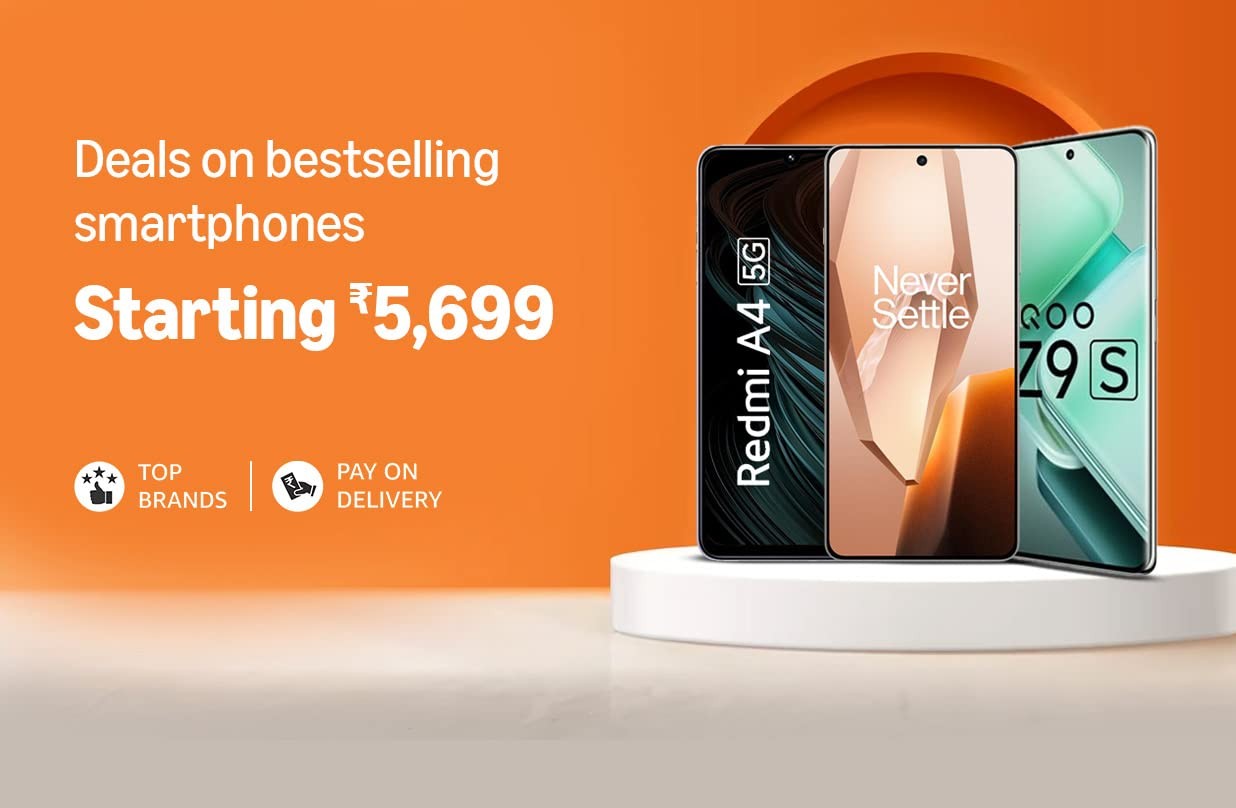 Deals on bestselling
smartphones
Starting ₹5,699
TOP
BRANDS
PAY ON
DELIVERY
Redmi A4 5G
Never
Settle
iQOO
Z9 S